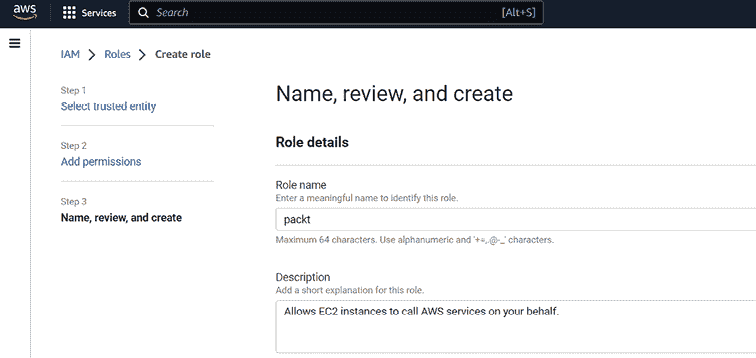 aws
Services
Search
[Alt+S]
IAM > Roles > Create role
Step 1
Select trusted entity
Step 2
Add permissions
Step 3
Name, review, and create
Name, review, and create
Role details
Role name
Enter a meaningful name to identify this role.
packt
Maximum 64 characters. Use alphanumeric and '+=,.@-_' characters.
Description
Add a short explanation for this role.
Allows EC2 instances to call AWS services on your behalf.